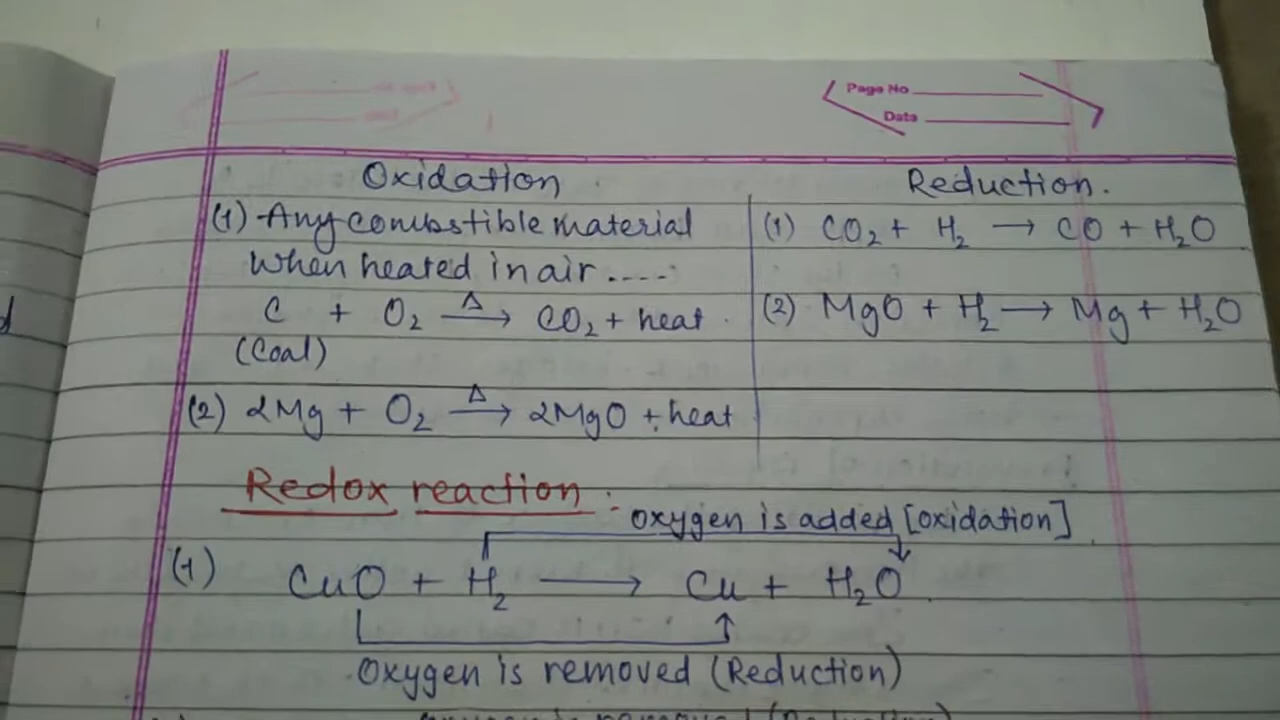 Page No
Data
Oxidation
(1) Any combstible material
When heated in air....-
C + O₂ —Δ→ CO₂ + heat
(Coal)
(2) 2Mg + O₂ —Δ→ 2MgO + heat
Reduction.
(1) CO₂ + H₂ → CO + H₂O
(2) MgO + H₂ → Mg + H₂O
Redox reaction :
Oxygen is added [oxidation]
(1) CuO + H₂ → Cu + H₂O
Oxygen is removed (Reduction)